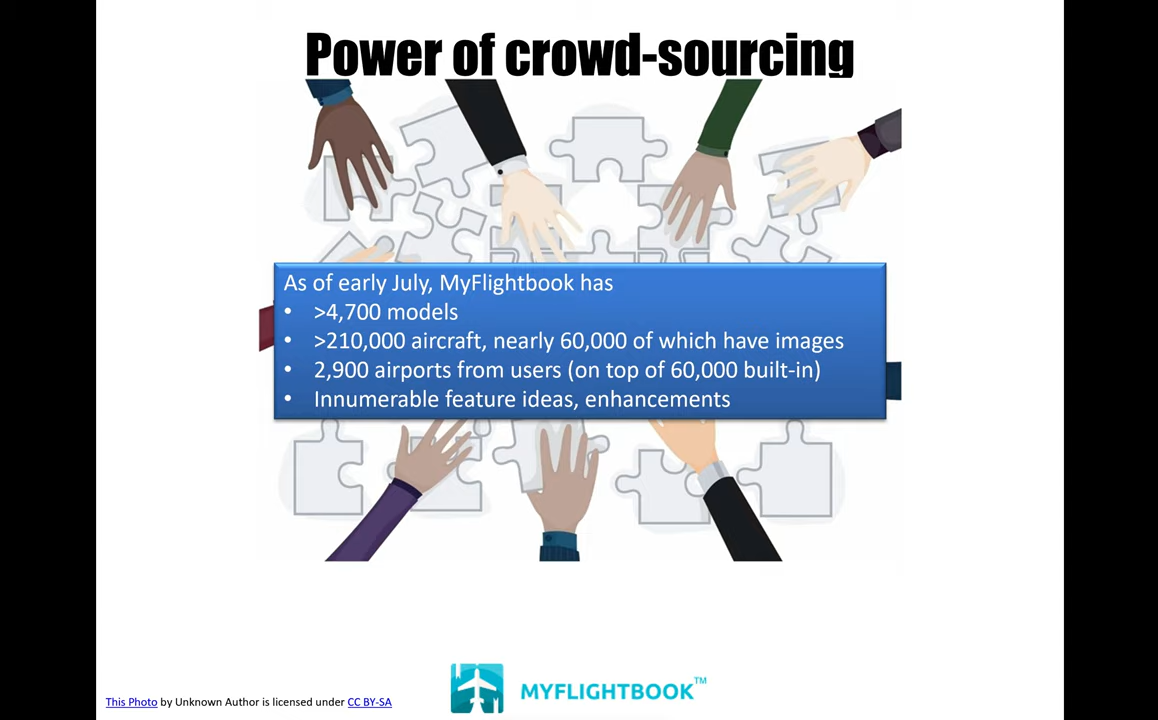 Power of crowd-sourcing
As of early July, MyFlightbook has
• >4,700 models
• >210,000 aircraft, nearly 60,000 of which have images
• 2,900 airports from users (on top of 60,000 built-in)
• Innumerable feature ideas, enhancements
MYFLIGHTBOOK™
This Photo by Unknown Author is licensed under CC BY-SA